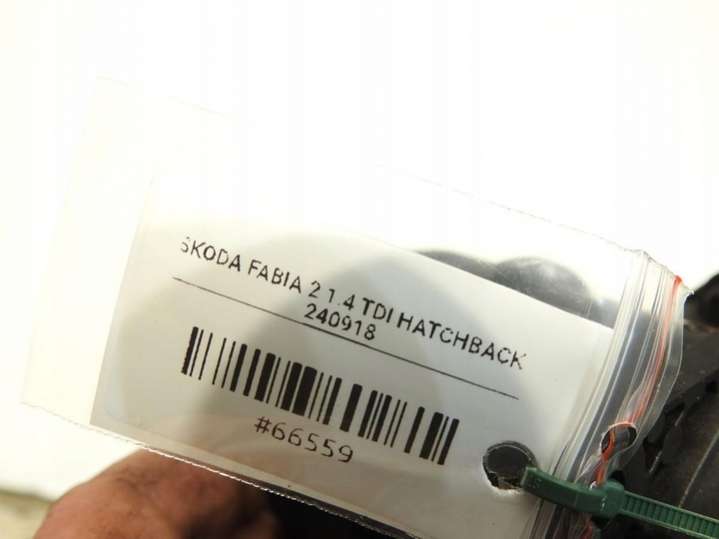 SKODA FABIA 2 1.4 TDI HATCHBACK
240918
#66559